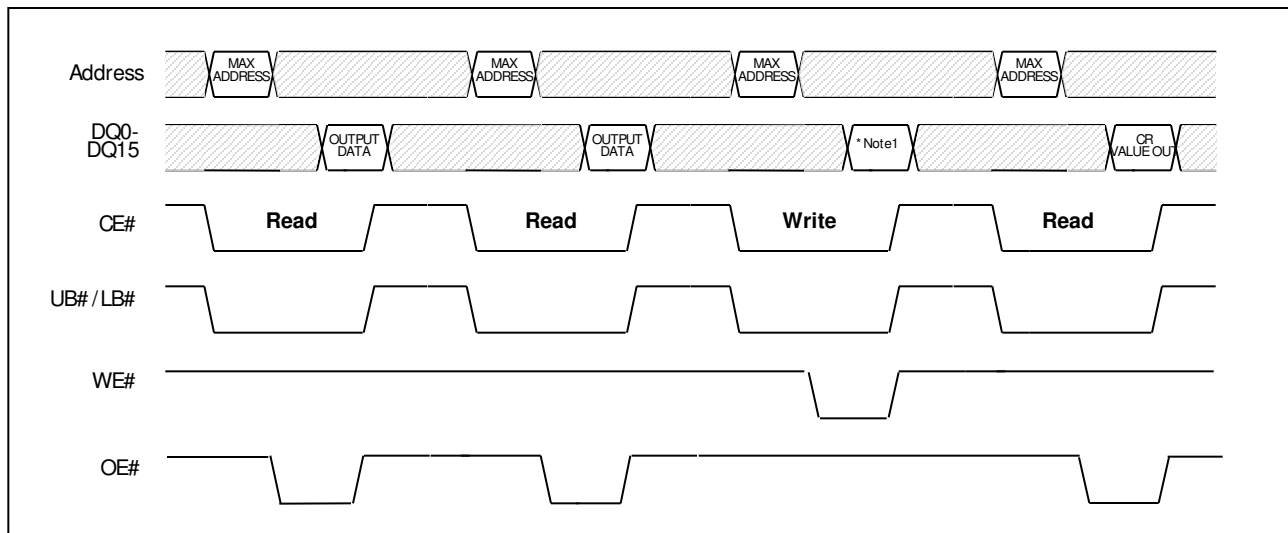 Address
MAX
ADDRESS
MAX
ADDRESS
MAX
ADDRESS
MAX
ADDRESS
DQ0-
DQ15
OUTPUT
DATA
OUTPUT
DATA
*Note1
CR
VALUE OUT
CE#
Read
Read
Write
Read
UB# / LB#
WE#
OE#